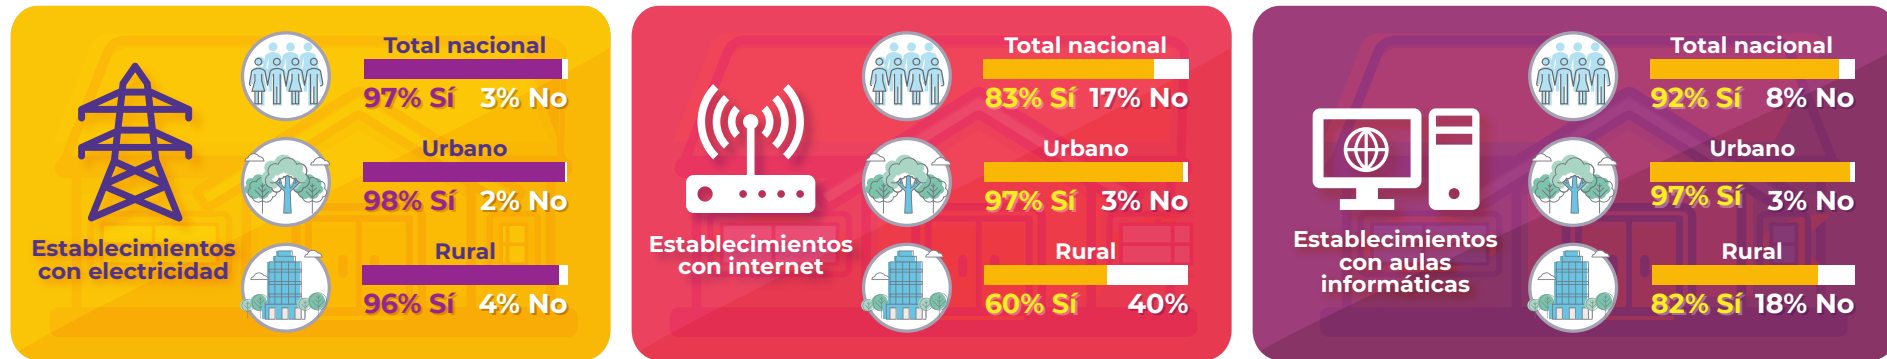 Establecimientos
con electricidad
Total nacional
97% Sí 3% No
Urbano
98% Sí 2% No
Rural
96% Sí 4% No
Establecimientos
con internet
Total nacional
83% Sí 17% No
Urbano
97% Sí 3% No
Rural
60% Sí 40%
Establecimientos
con aulas
informáticas
Total nacional
92% Sí 8% No
Urbano
97% Sí 3% No
Rural
82% Sí 18% No